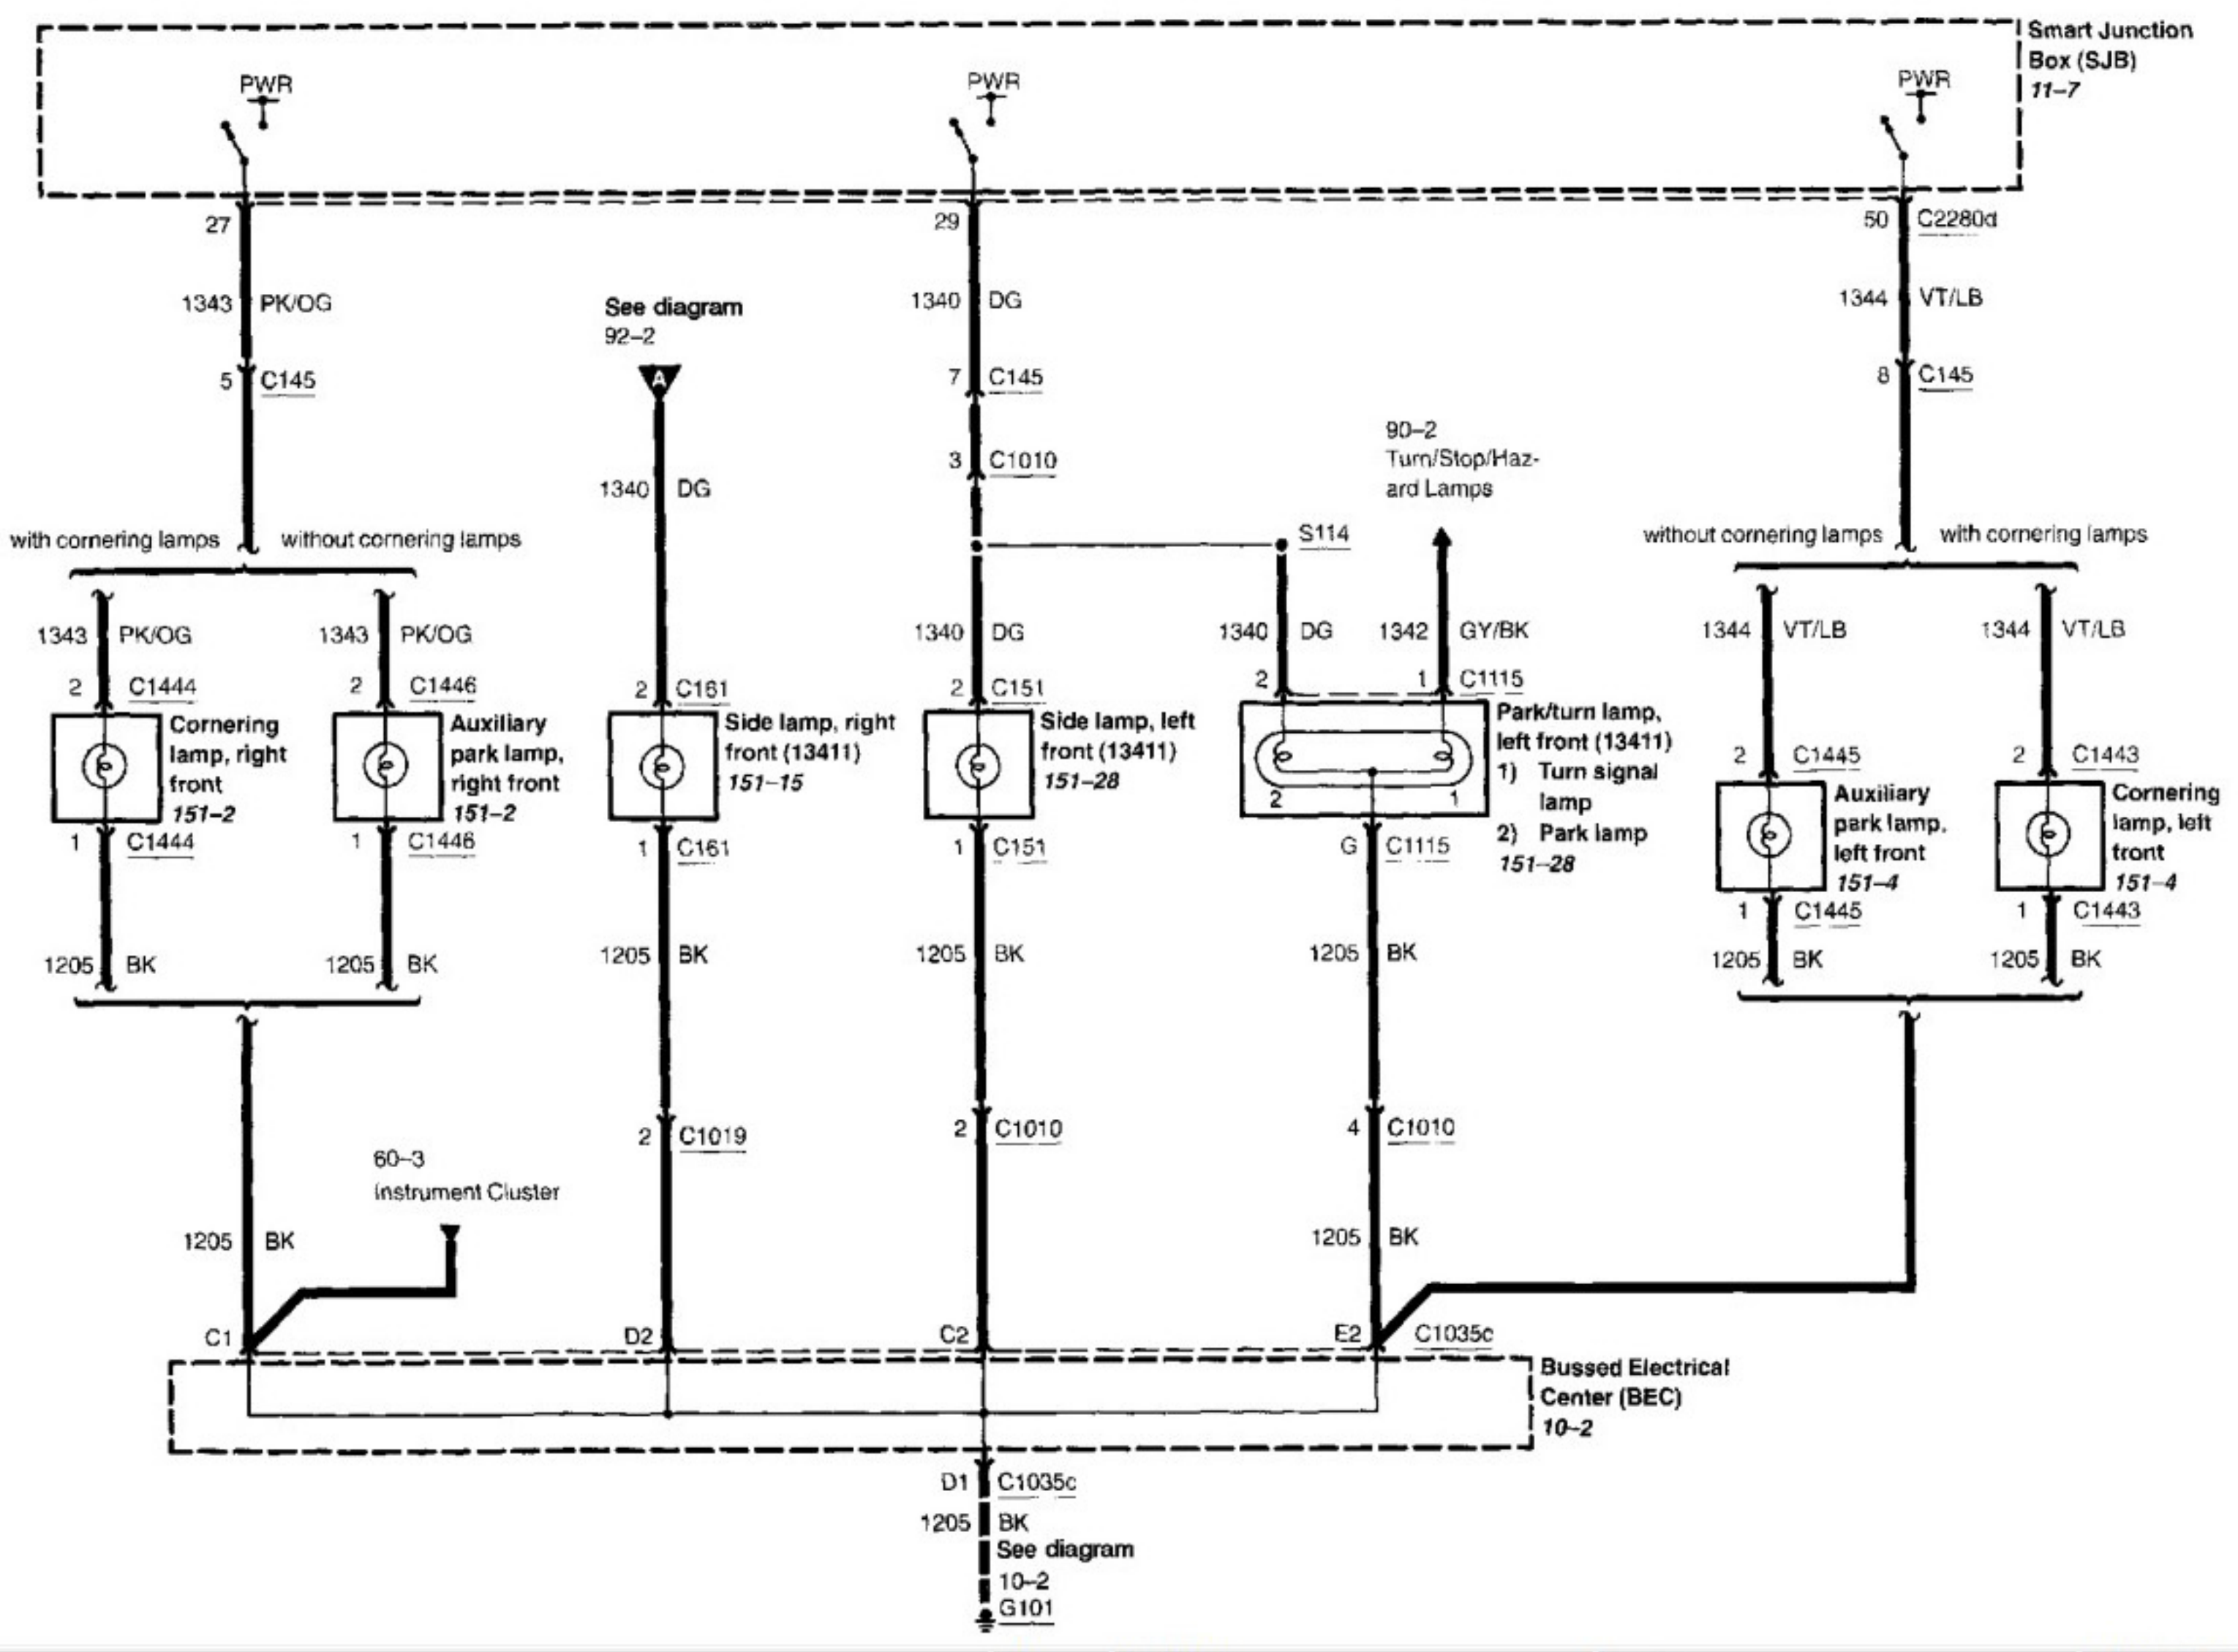 Smart Junction
Box (SJB)
11–7
PWR
PWR
PWR
27
29
50 C2280d
1343 PK/OG
See diagram
92–2
1340 DG
1344 VT/LB
5 C145
A
7 C145
8 C145
90–2
Turn/Stop/Haz-
ard Lamps
3 C1010
1340 DG
with cornering lamps
without cornering lamps
S114
without cornering lamps
with cornering lamps
1343 PK/OG
1343 PK/OG
1340 DG
1340 DG
1342 GY/BK
1344 VT/LB
1344 VT/LB
2 C1444
2 C1446
2 C161
2 C151
2
1 C1115
Cornering
lamp, right
front
151–2
Auxiliary
park lamp,
right front
151–2
Side lamp, right
front (13411)
151–15
Side lamp, left
front (13411)
151–28
2
1
Park/turn lamp,
left front (13411)
1) Turn signal
lamp
2) Park lamp
151–28
2 C1445
2 C1443
Auxiliary
park lamp,
left front
151–4
Cornering
lamp, left
front
151–4
1 C1444
1 C1446
1 C161
1 C151
G C1115
1 C1445
1 C1443
1205 BK
1205 BK
1205 BK
1205 BK
1205 BK
1205 BK
1205 BK
2 C1019
2 C1010
4 C1010
60–3
Instrument Cluster
1205 BK
1205 BK
C1
D2
C2
E2 C1035c
Bussed Electrical
Center (BEC)
10–2
D1 C1035c
1205 BK
See diagram
10–2
G101